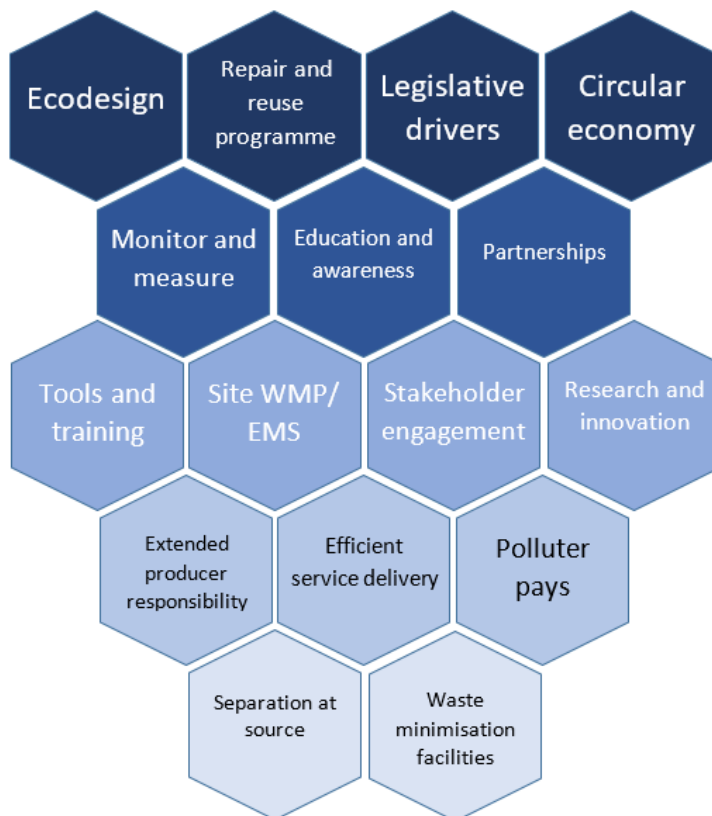 Ecodesign
Repair and
reuse
programme
Legislative
drivers
Circular
economy
Monitor and
measure
Education and
awareness
Partnerships
Tools and
training
Site WMP/
EMS
Stakeholder
engagement
Research and
innovation
Extended
producer
responsibility
Efficient
service delivery
Polluter
pays
Separation at
source
Waste
minimisation
facilities